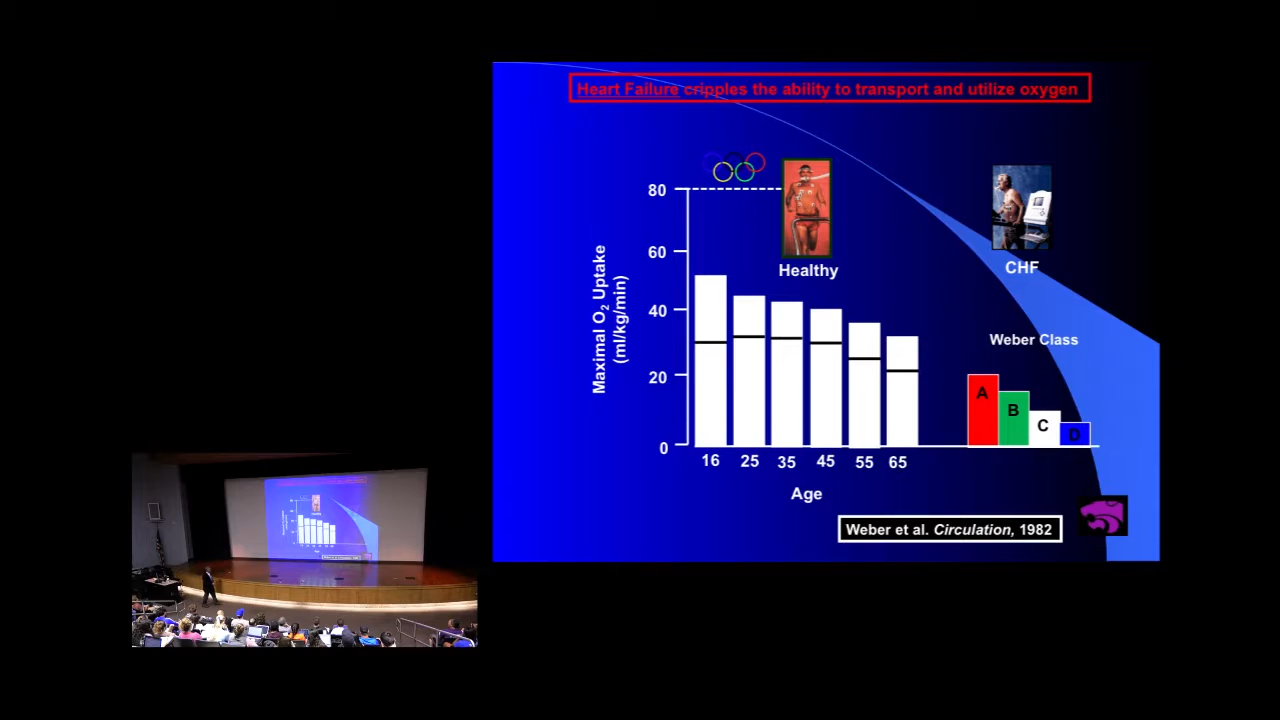 Heart Failure cripples the ability to transport and utilize oxygen
80
60
40
20
0
Maximal O2 Uptake
(ml/kg/min)
Healthy
CHF
Weber Class
A
B
C
D
16 25 35 45 55 65
Age
Weber et al. Circulation, 1982